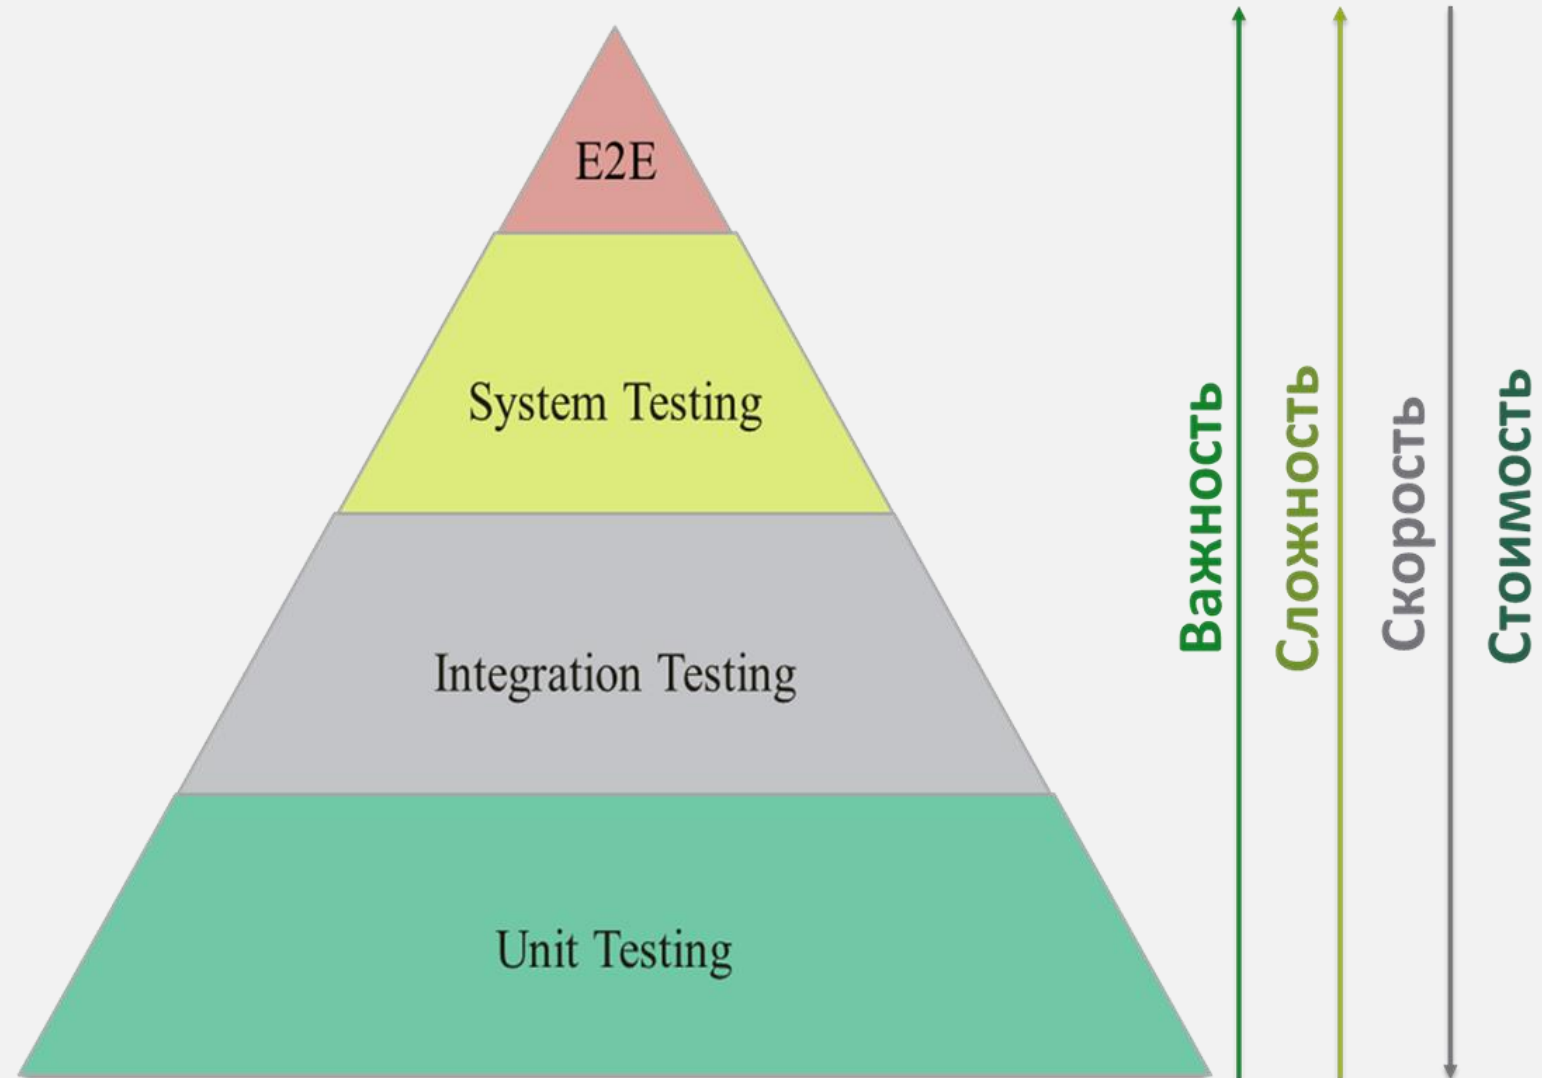 E2E
System Testing
Integration Testing
Unit Testing
Важность
Сложность
Скорость
Стоимость